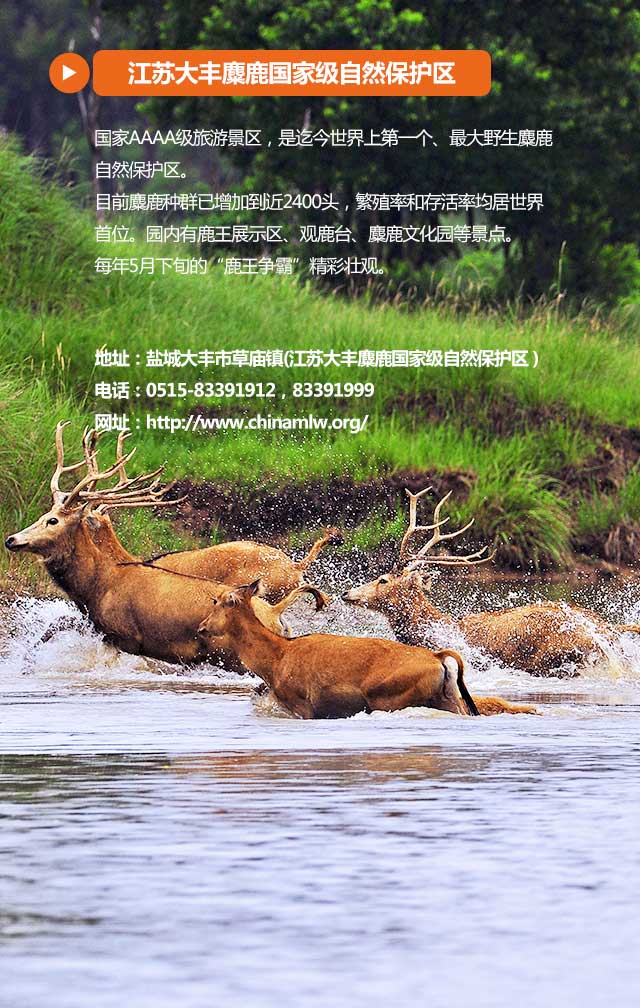 江苏大丰麋鹿国家级自然保护区
国家AAAA级旅游景区，是迄今世界上第一个、最大野生麋鹿
自然保护区。
目前麋鹿种群已增加到近2400头，繁殖率和存活率均居世界
首位。园内有鹿王展示区、观鹿台、麋鹿文化园等景点。
每年5月下旬的“鹿王争霸”精彩壮观。
地址：盐城大丰市草庙镇(江苏大丰麋鹿国家级自然保护区）
电话：0515-83391912，83391999
网址：http://www.chinamlw.org/